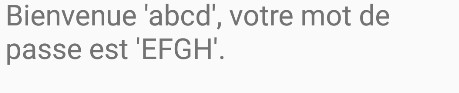 Bienvenue 'abcd', votre mot de
passe est 'EFGH'.